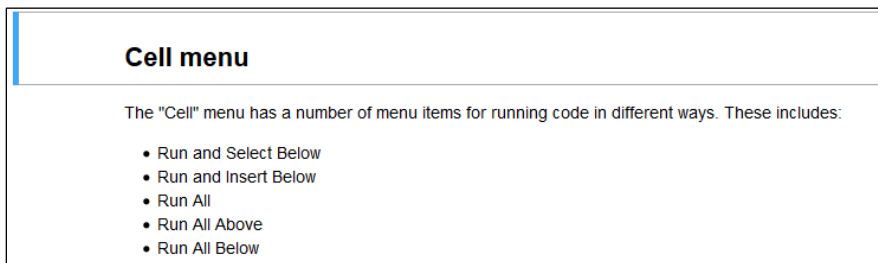 Cell menu
The "Cell" menu has a number of menu items for running code in different ways. These includes:
• Run and Select Below
• Run and Insert Below
• Run All
• Run All Above
• Run All Below